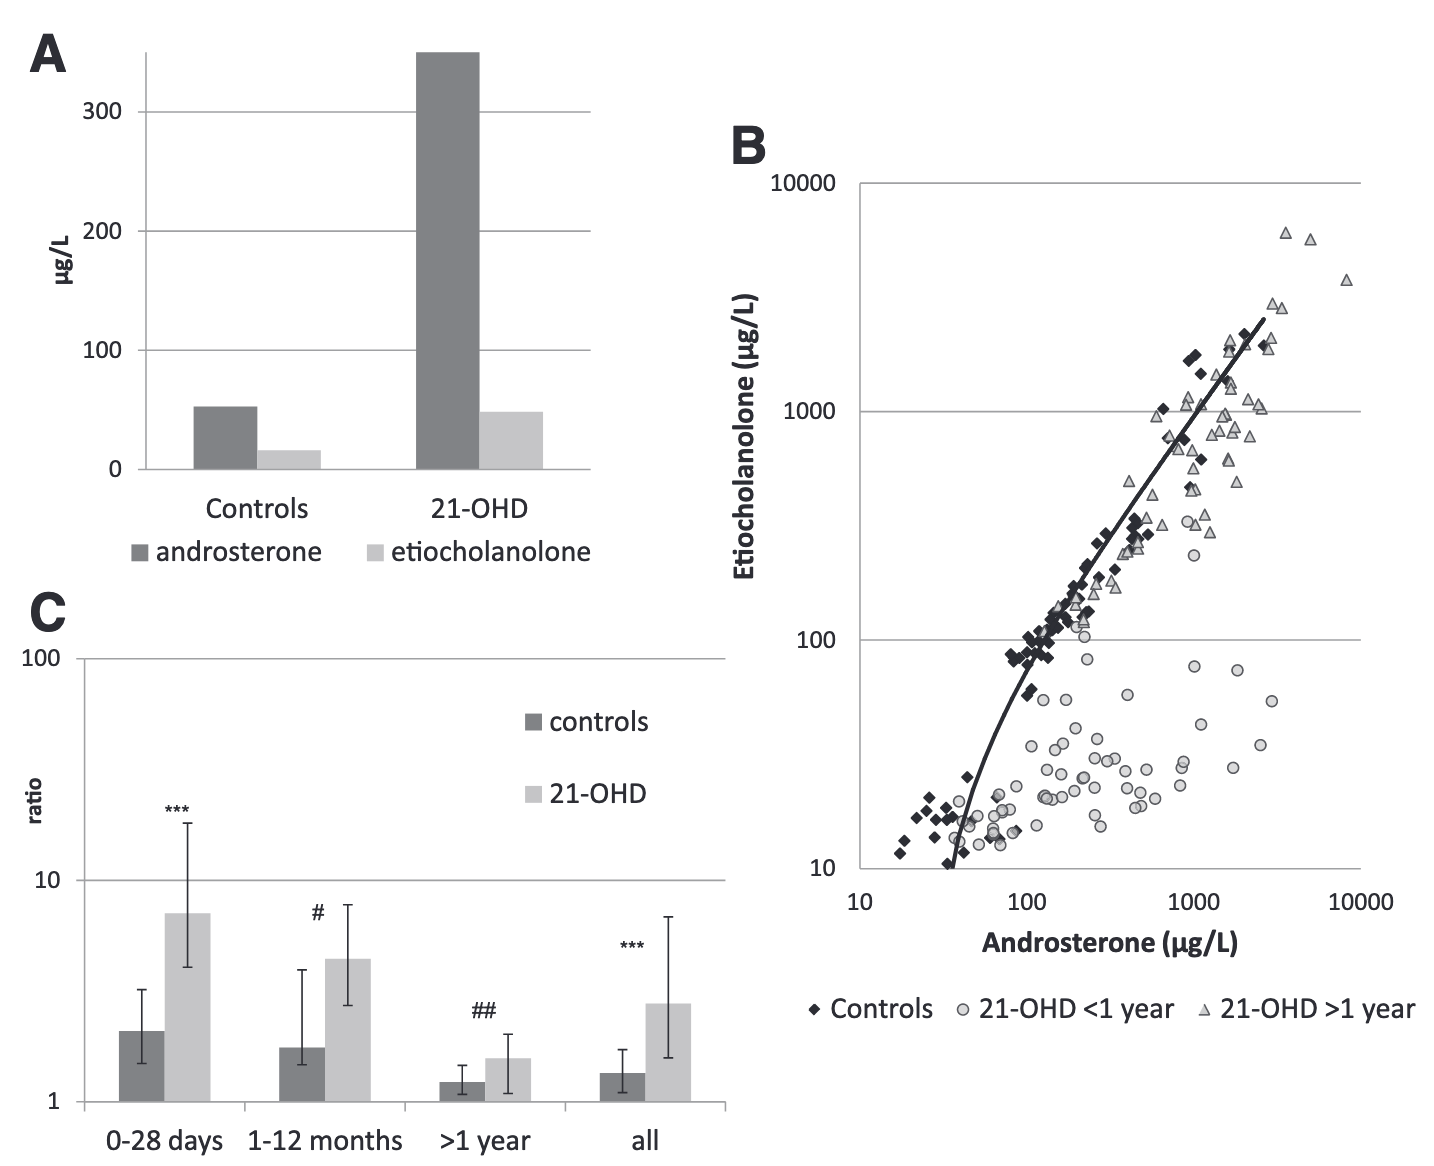 A
µg/L
300
200
100
0
Controls 21-OHD
androsterone etiocholanolone
B
Etiocholanolone (µg/L)
10000
1000
100
10
10 100 1000 10000
Androsterone (µg/L)
Controls 21-OHD <1 year 21-OHD >1 year
C
ratio
100
10
1
controls
21-OHD
***
#
##
***
0-28 days 1-12 months >1 year all